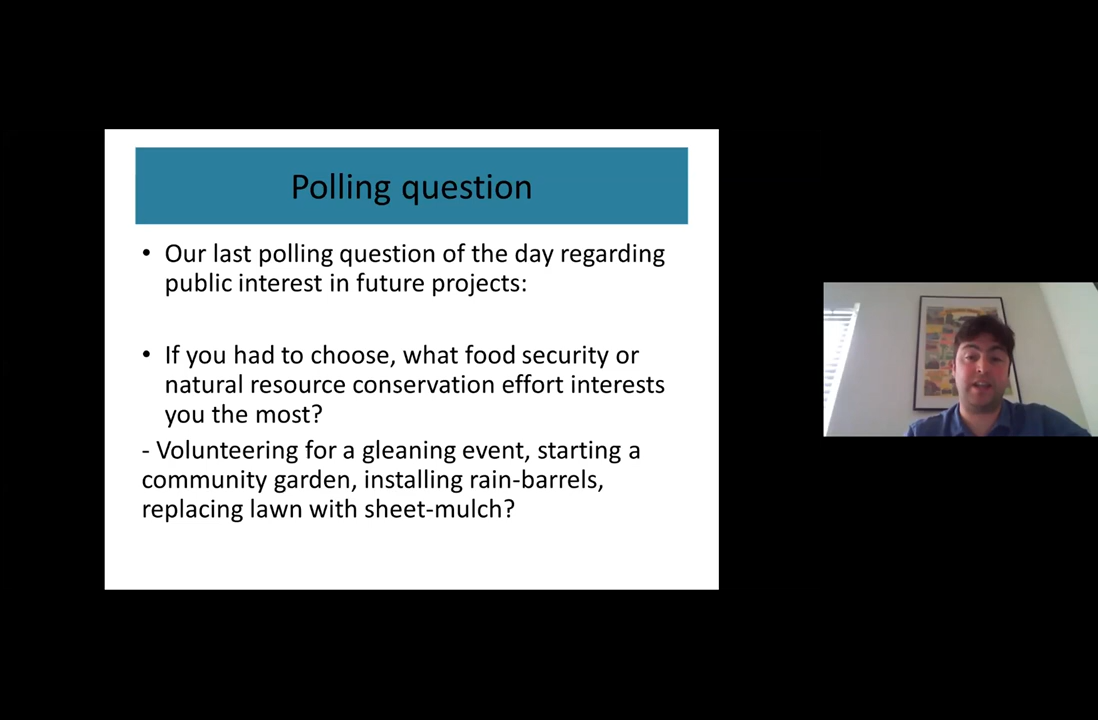 Polling question
• Our last polling question of the day regarding
public interest in future projects:
• If you had to choose, what food security or
natural resource conservation effort interests
you the most?
- Volunteering for a gleaning event, starting a
community garden, installing rain-barrels,
replacing lawn with sheet-mulch?